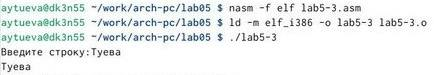 aytueva@dk3n55 ~/work/arch-pc/lab05 $ nasm -f elf lab5-3.asm
aytueva@dk3n55 ~/work/arch-pc/lab05 $ ld -m elf_i386 -o lab5-3 lab5-3.o
aytueva@dk3n55 ~/work/arch-pc/lab05 $ ./lab5-3
Введите строку:Туева
Туева